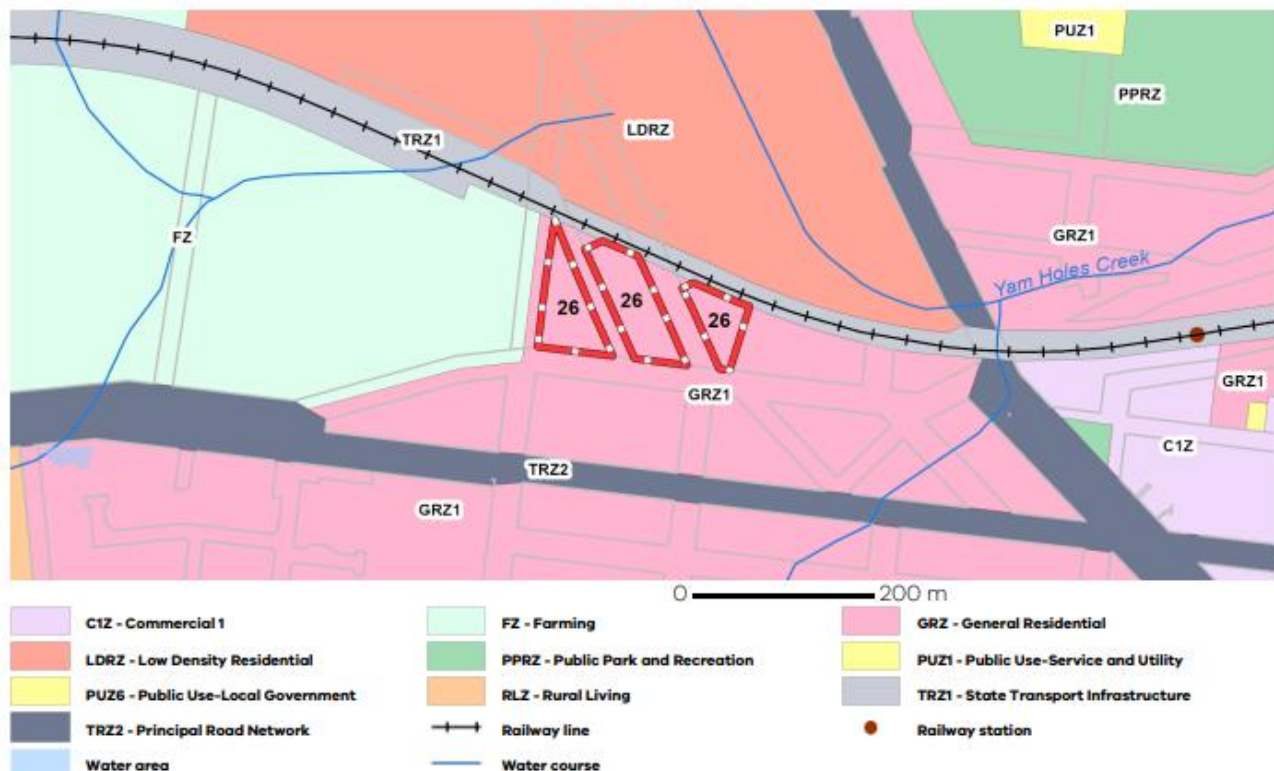 PUZ1
PPRZ
TRZ1
LDRZ
FZ
GRZ1
Yam Holes Creek
26
26
26
GRZ1
GRZ1
C1Z
TRZ2
GRZ1
0 200 m
C1Z - Commercial 1
FZ - Farming
GRZ - General Residential
LDRZ - Low Density Residential
PPRZ - Public Park and Recreation
PUZ1 - Public Use-Service and Utility
PUZ6 - Public Use-Local Government
RLZ - Rural Living
TRZ1 - State Transport Infrastructure
TRZ2 - Principal Road Network
Railway line
Railway station
Water area
Water course